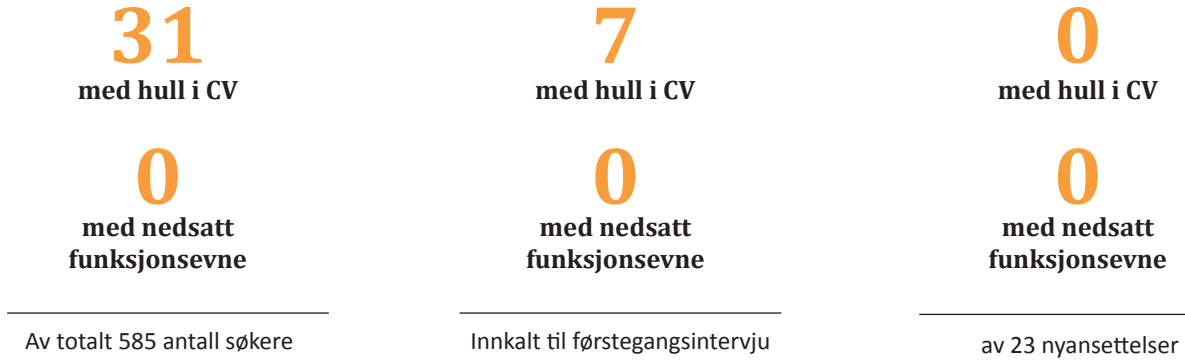 31
med hull i CV
0
med nedsatt
funksjonsevne
Av totalt 585 antall søkere
7
med hull i CV
0
med nedsatt
funksjonsevne
Innkalt til førstegangsintervju
0
med hull i CV
0
med nedsatt
funksjonsevne
av 23 nyansettelser